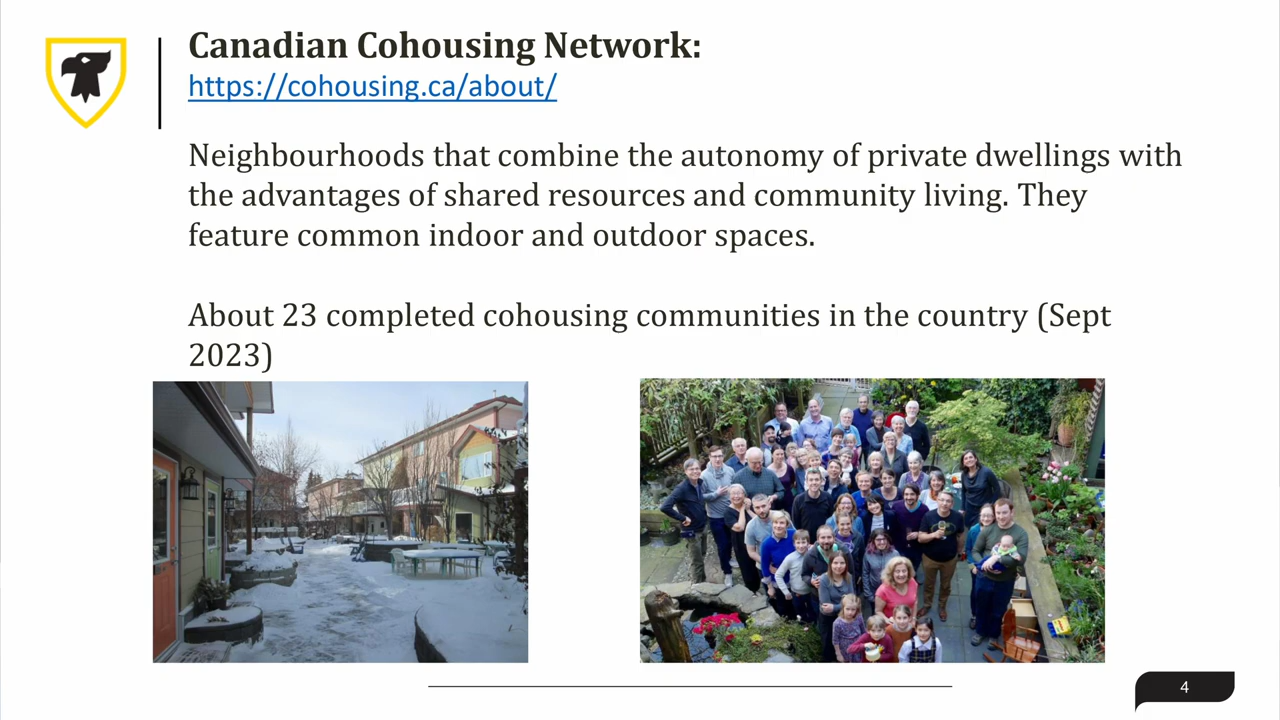 Canadian Cohousing Network:
https://cohousing.ca/about/
Neighbourhoods that combine the autonomy of private dwellings with
the advantages of shared resources and community living. They
feature common indoor and outdoor spaces.
About 23 completed cohousing communities in the country (Sept
2023)
4